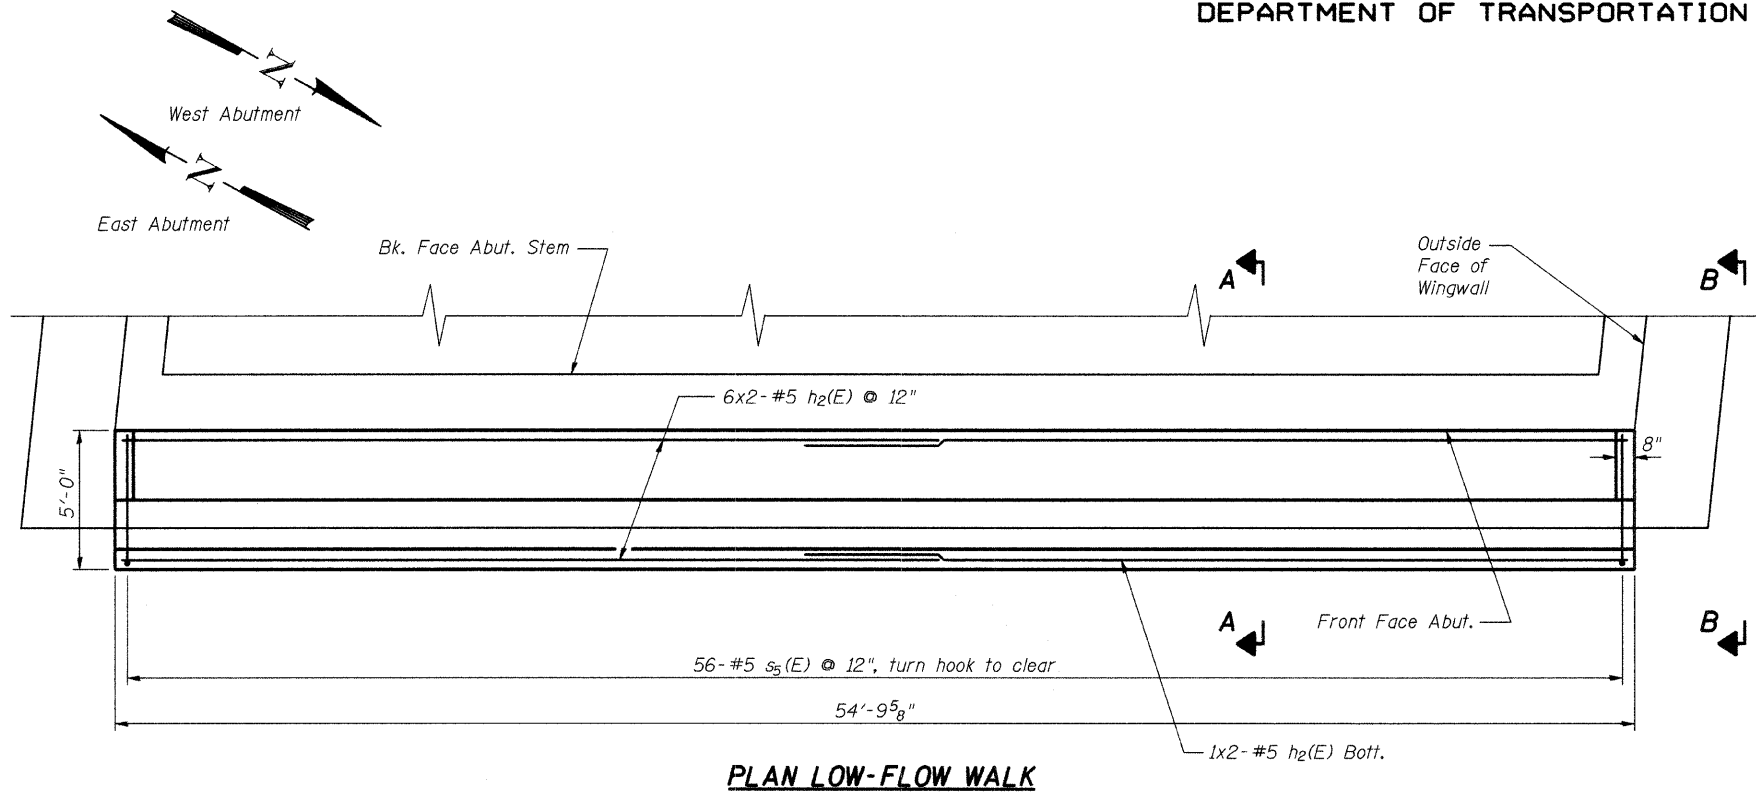 DEPARTMENT OF TRANSPORTATION
N
West Abutment
N
East Abutment
Bk. Face Abut. Stem
Outside
Face of
Wingwall
A
B
6x2-#5 h2(E) @ 12"
8"
5'-0"
A
Front Face Abut.
B
56-#5 s5(E) @ 12", turn hook to clear
54'-9 5/8"
1x2-#5 h2(E) Bott.
PLAN LOW-FLOW WALK